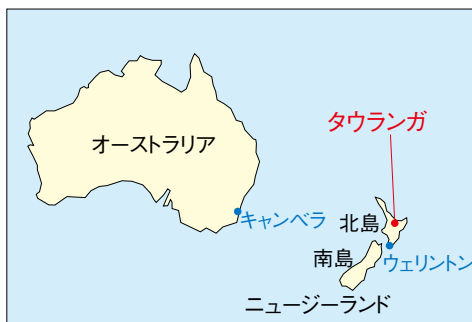 オーストラリア
タウランガ
キャンベラ
北島
南島
ウェリントン
ニュージーランド